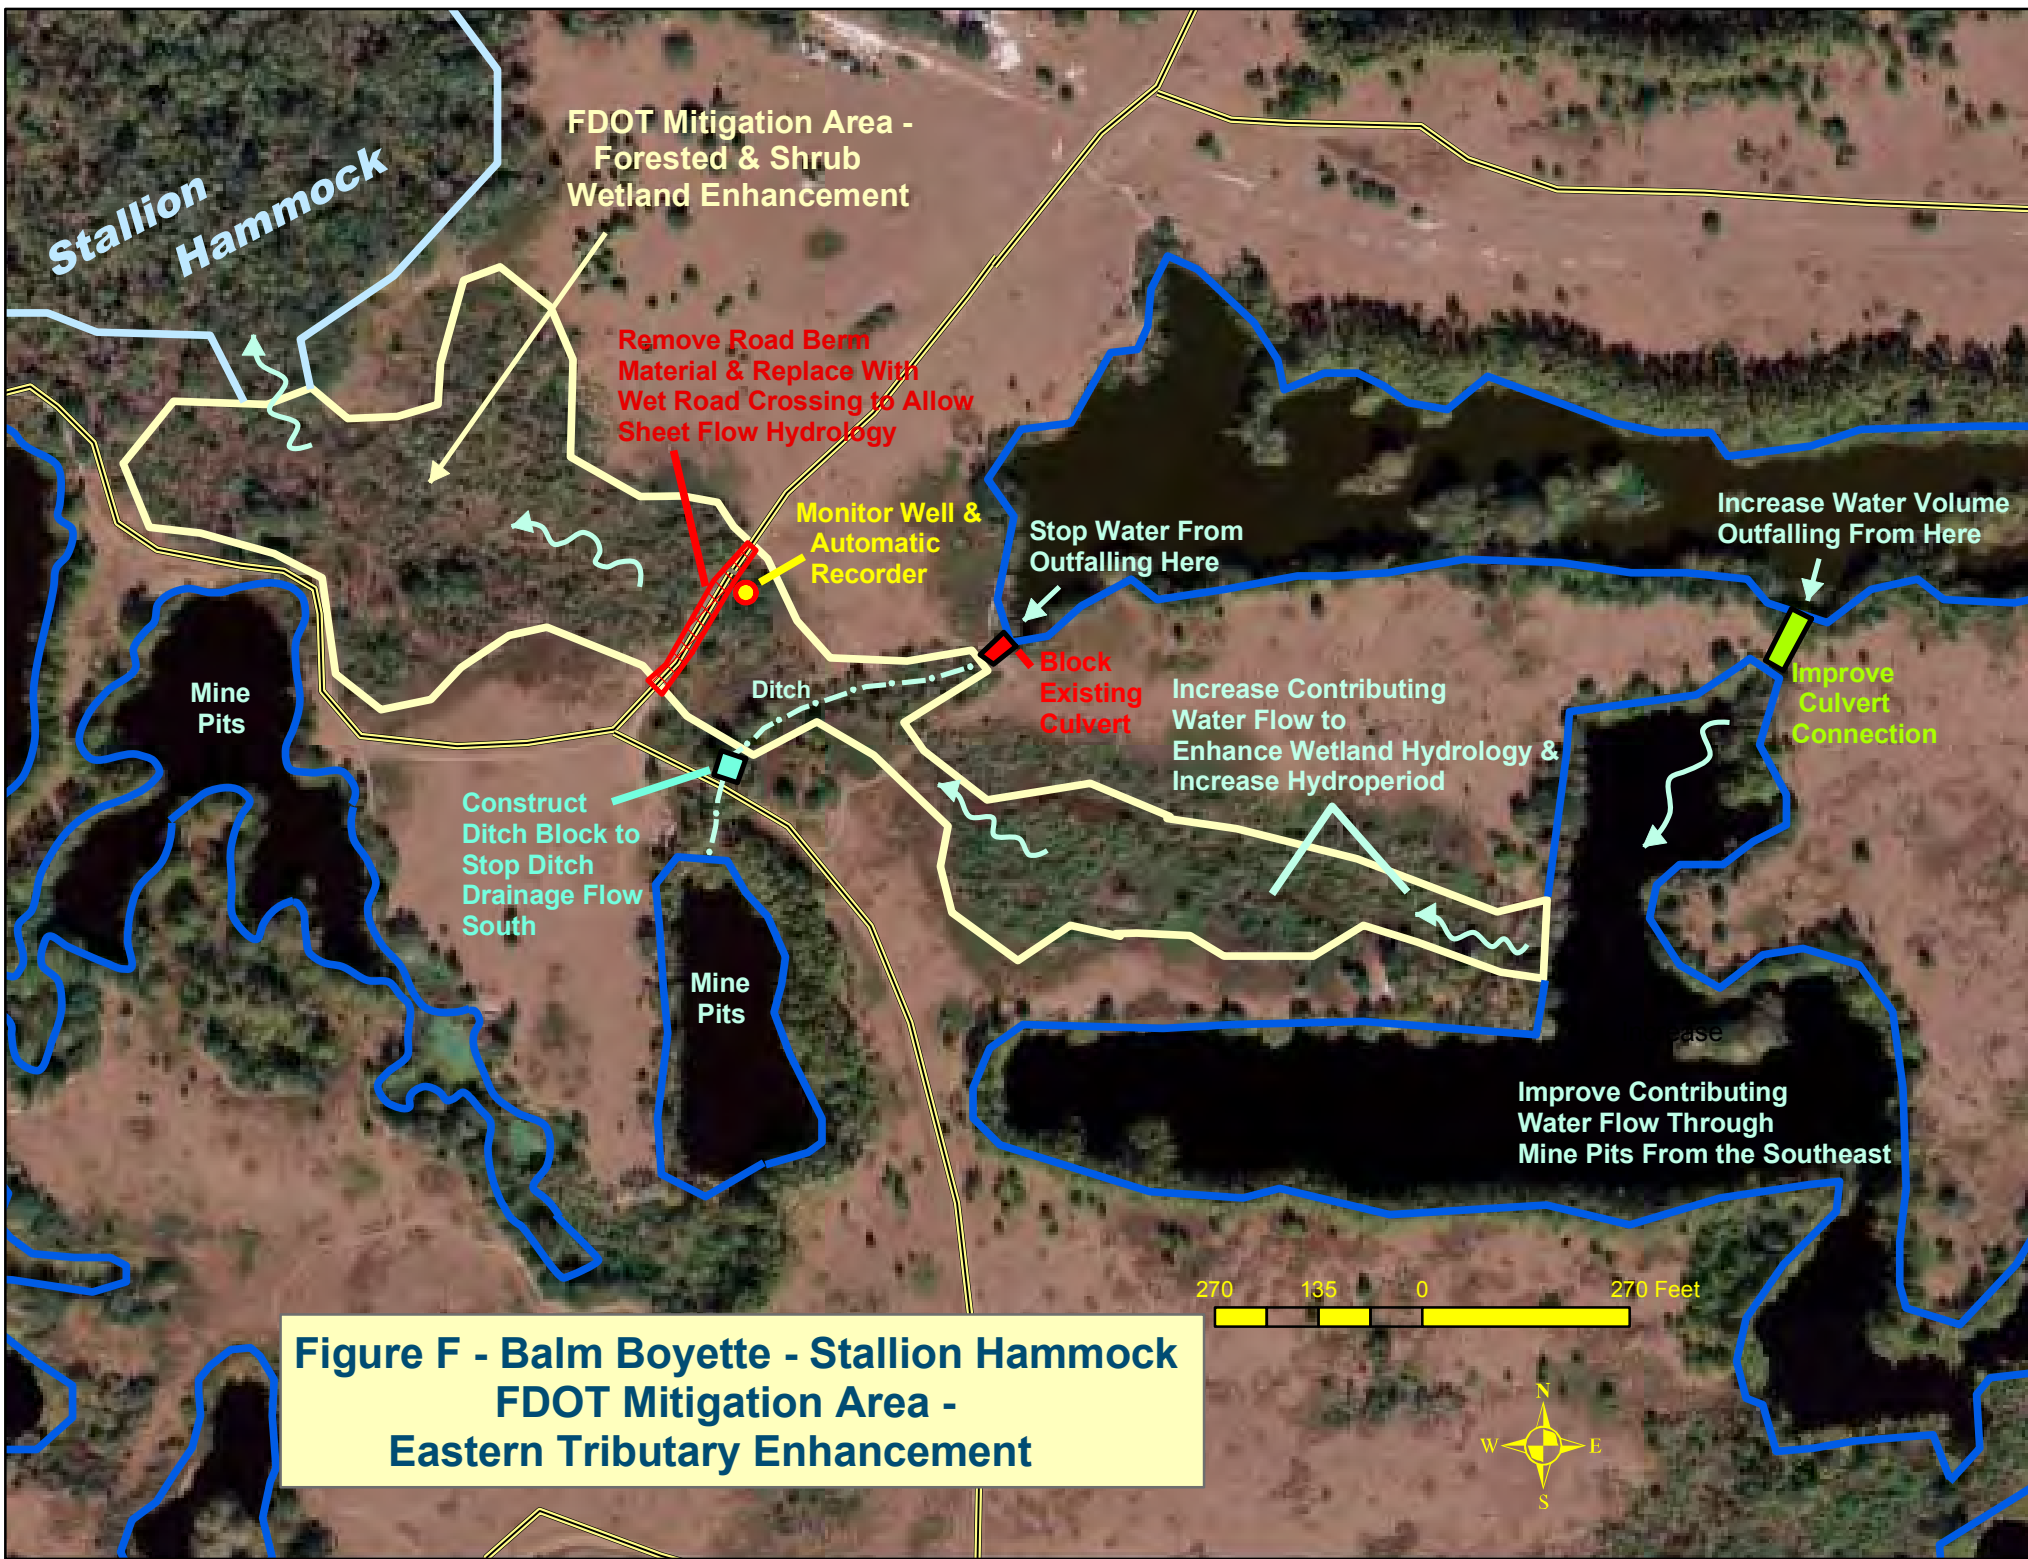 FDOT Mitigation Area -
Forested & Shrub
Wetland Enhancement
Stallion
Hammock
Remove Road Berm
Material & Replace With
Wet Road Crossing to Allow
Sheet Flow Hydrology
Monitor Well &
Automatic
Recorder
Stop Water From
Outfalling Here
Increase Water Volume
Outfalling From Here
Block
Existing
Culvert
Improve
Culvert
Connection
Increase Contributing
Water Flow to
Enhance Wetland Hydrology &
Increase Hydroperiod
Ditch
Mine
Pits
Construct
Ditch Block to
Stop Ditch
Drainage Flow
South
Mine
Pits
Improve Contributing
Water Flow Through
Mine Pits From the Southeast
270 135 0 270 Feet
N
W E
S
Figure F - Balm Boyette - Stallion Hammock
FDOT Mitigation Area -
Eastern Tributary Enhancement